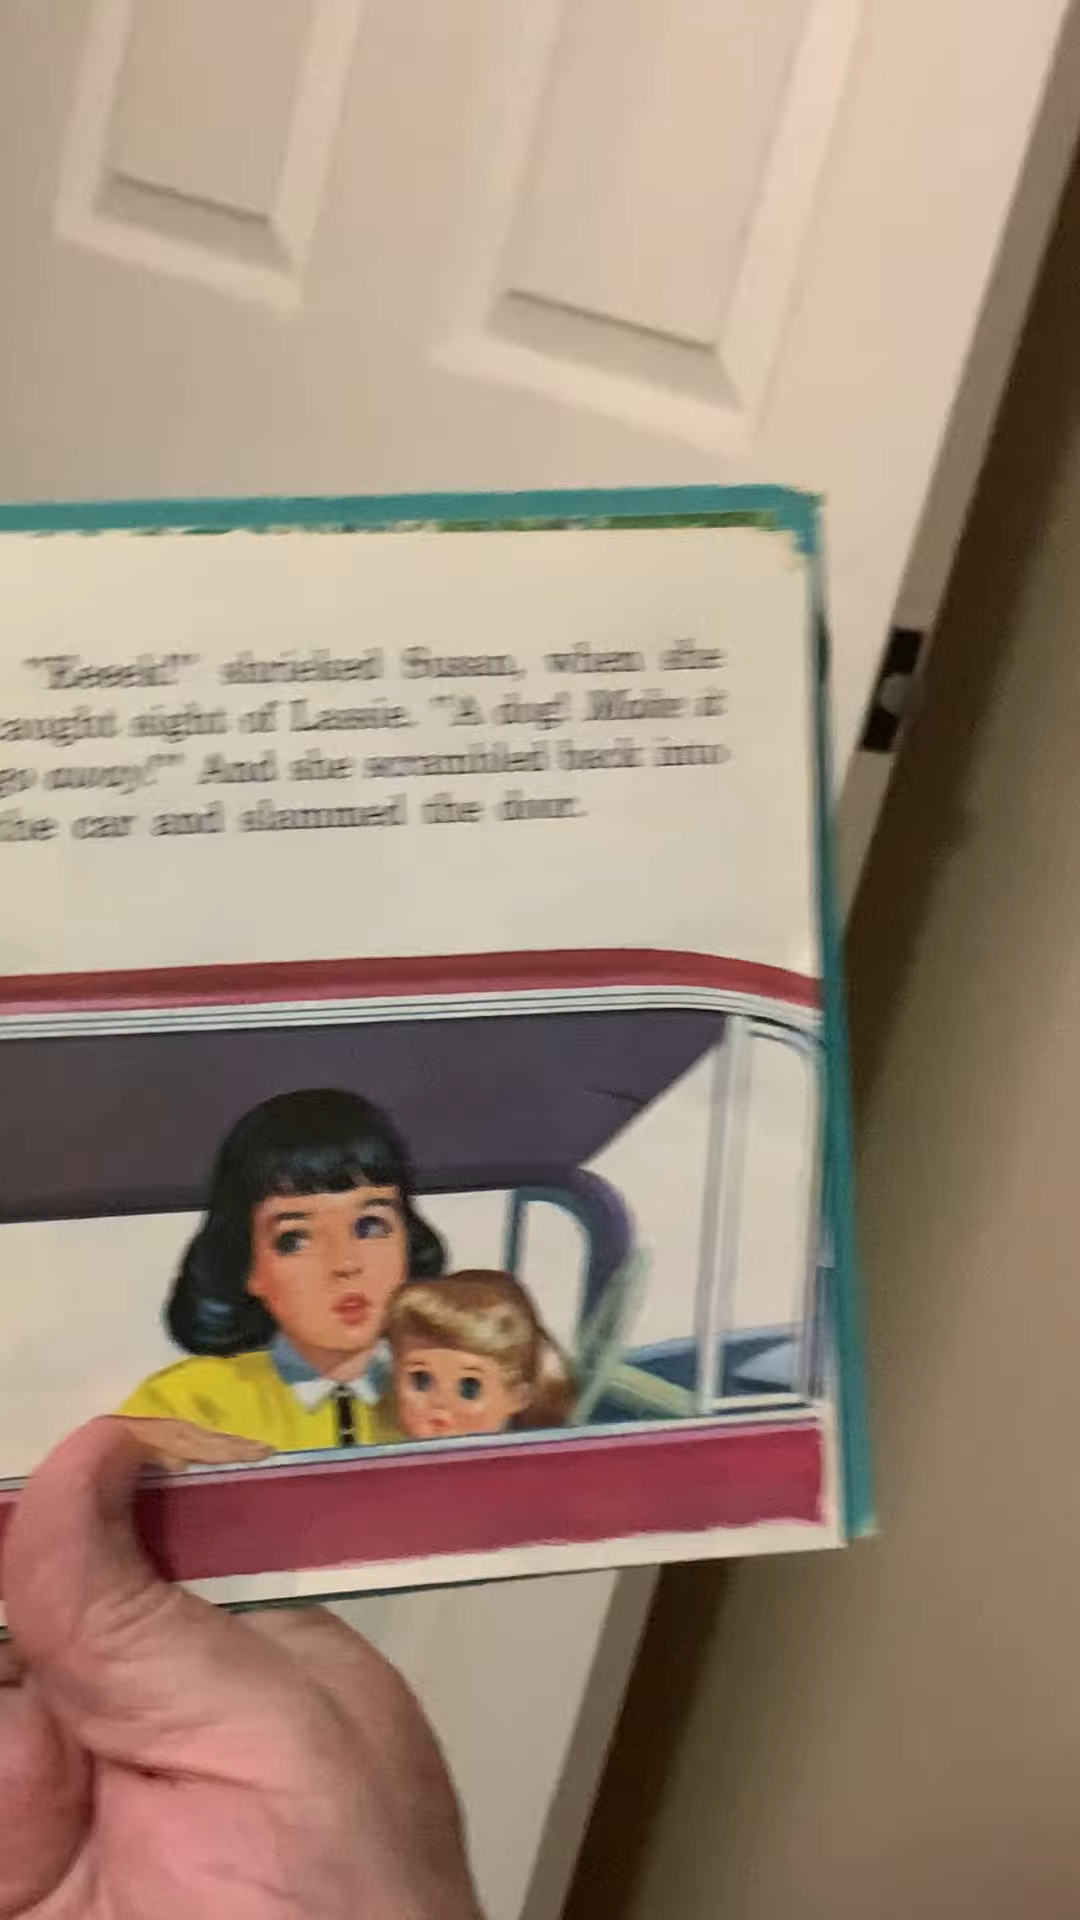 "Eeeek!" shrieked Susan, when she
caught sight of Lassie. "A dog! Make it
go away!" And she scrambled back into
the car and slammed the door.